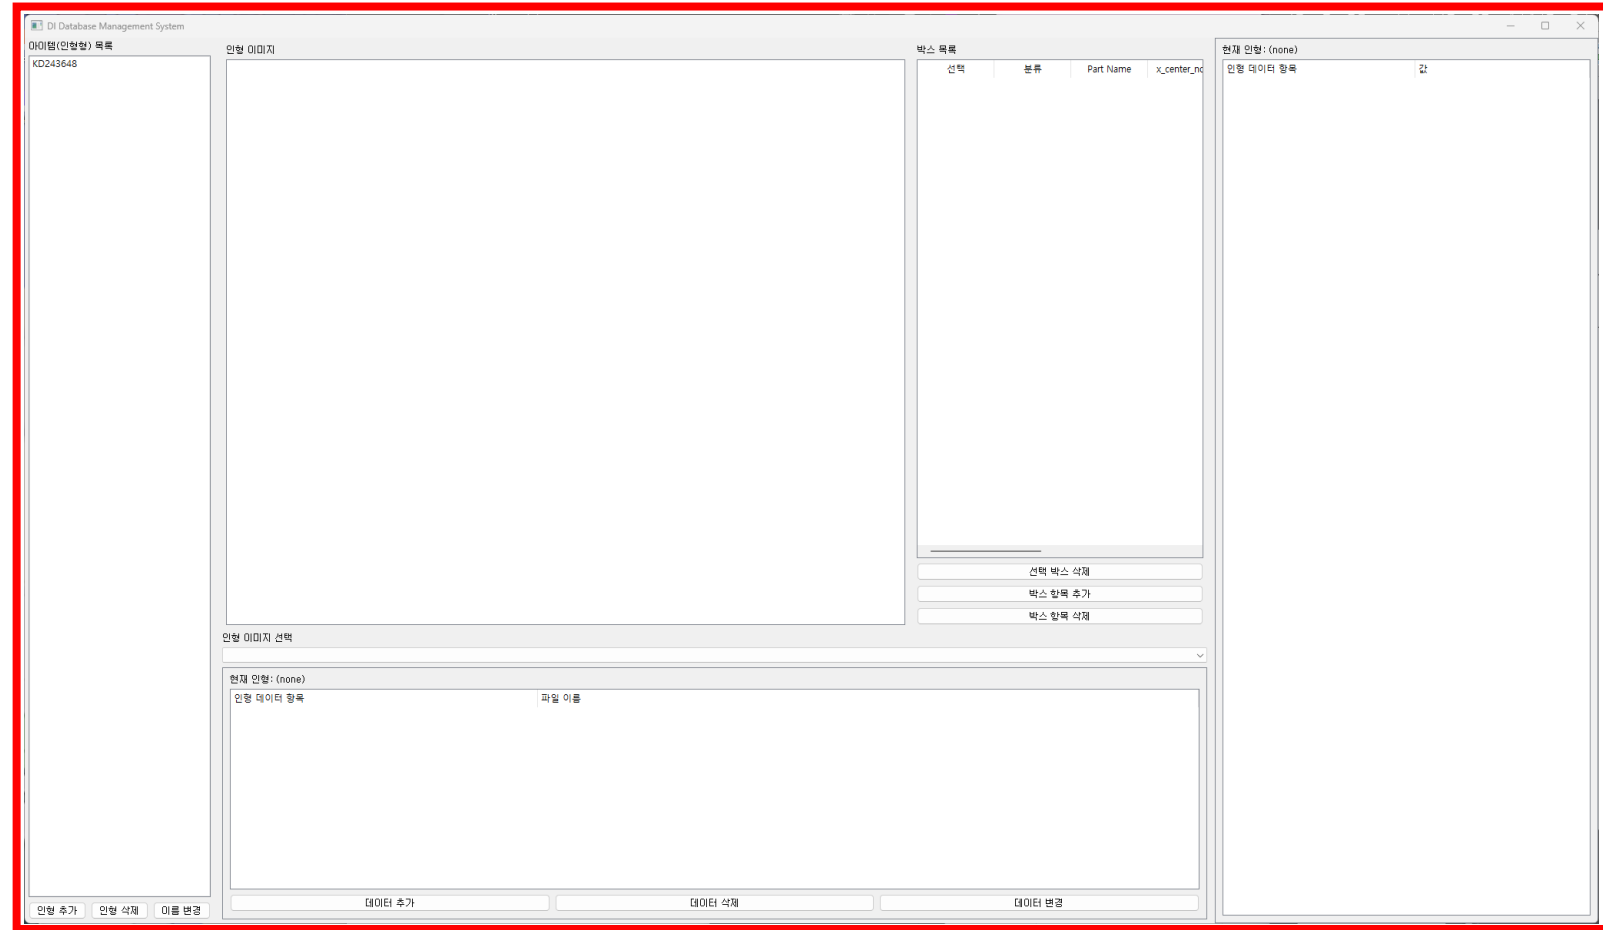 DI Database Management System
아이템(인형형) 목록
KD243648
인형 추가
인형 삭제
이름 변경
인형 이미지
박스 목록
선택
분류
Part Name
x_center_no
선택 박스 삭제
박스 항목 추가
박스 항목 삭제
인형 이미지 선택
현재 인형: (none)
인형 데이터 항목
파일 이름
데이터 추가
데이터 삭제
데이터 변경
현재 인형: (none)
인형 데이터 항목
값